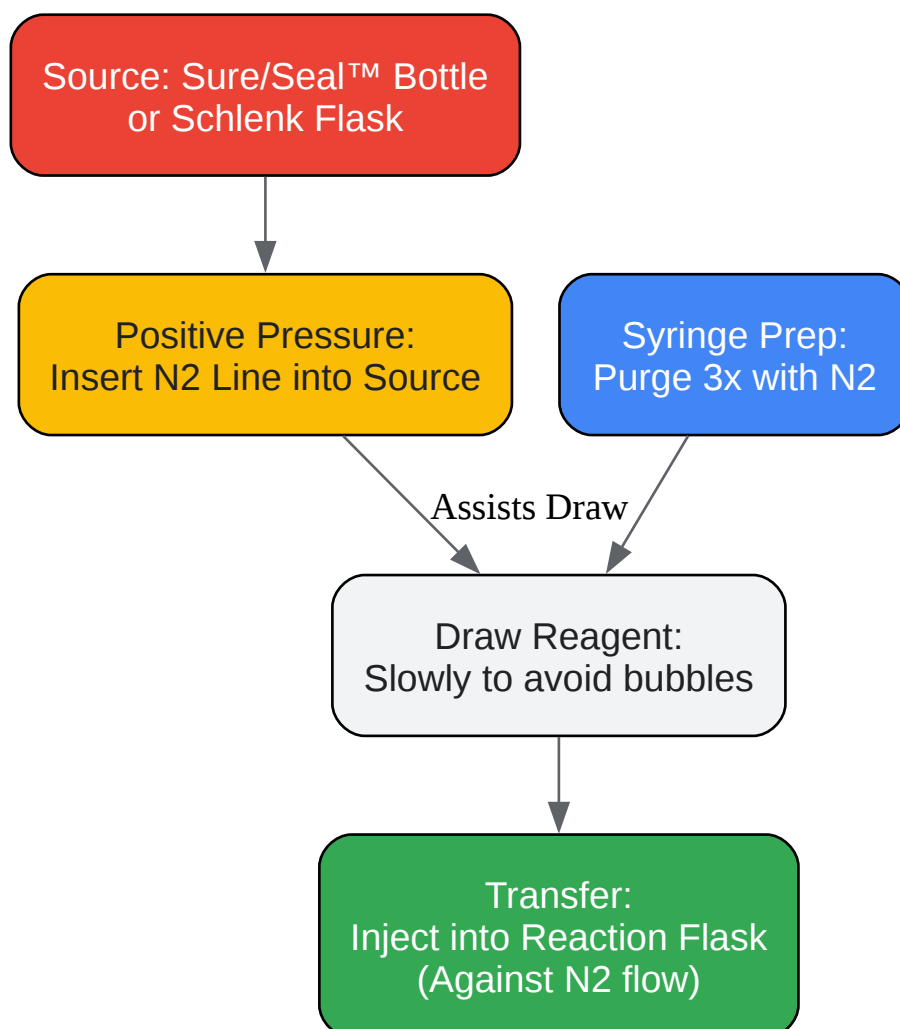 Source: Sure/Seal™ Bottle
or Schlenk Flask
Positive Pressure:
Insert N2 Line into Source
Syringe Prep:
Purge 3x with N2
Assists Draw
Draw Reagent:
Slowly to avoid bubbles
Transfer:
Inject into Reaction Flask
(Against N2 flow)